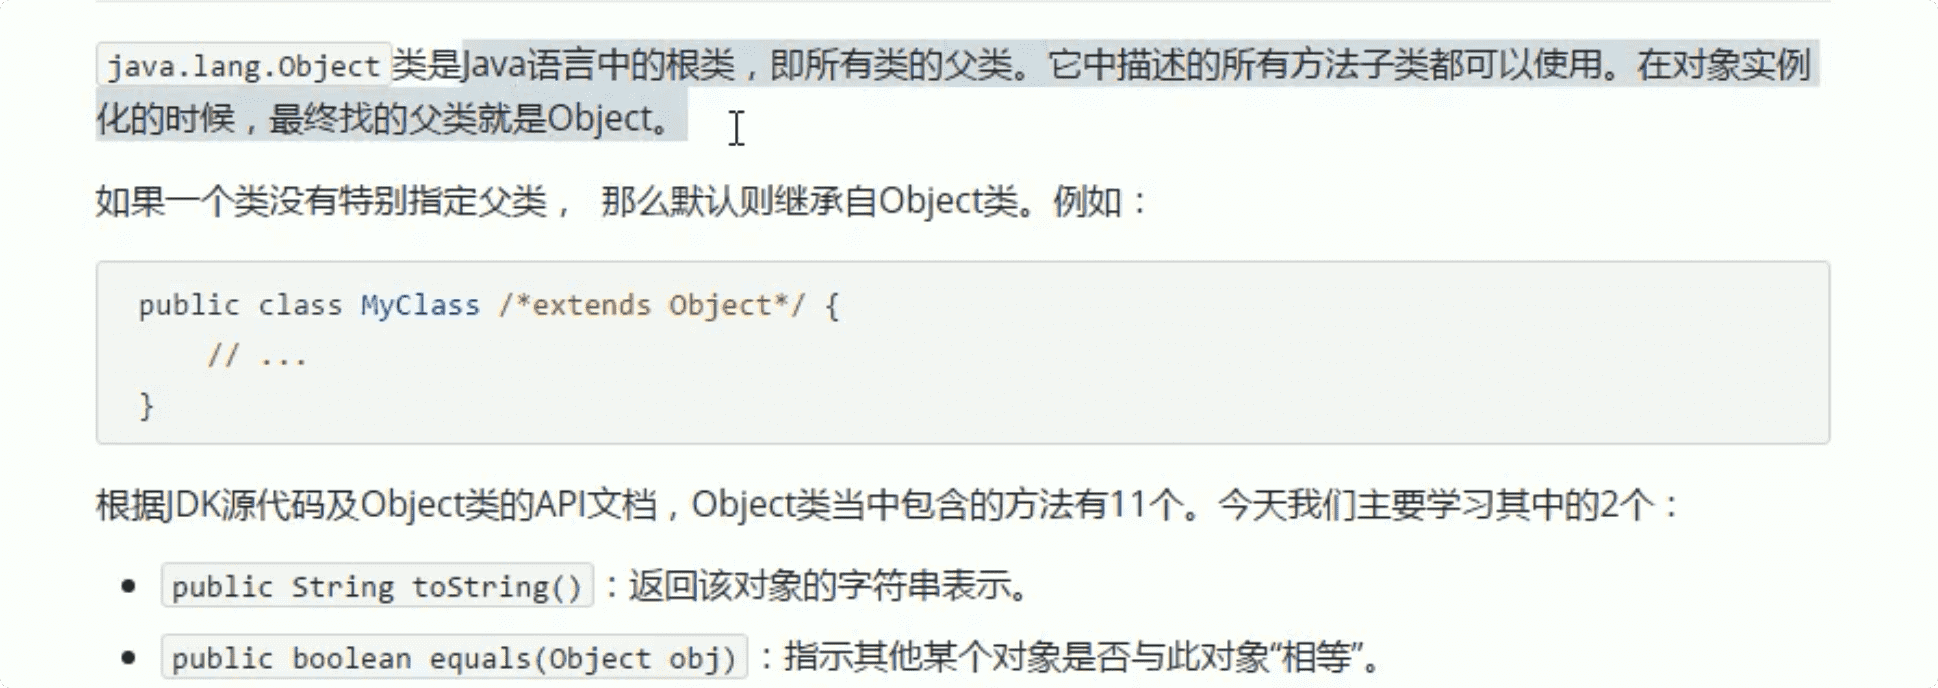 java.lang.Object类是Java语言中的根类，即所有类的父类。它中描述的所有方法子类都可以使用。在对象实例
化的时候，最终找的父类就是Object。
如果一个类没有特别指定父类， 那么默认则继承自Object类。例如：
public class MyClass /*extends Object*/ {
    // ...
}
根据JDK源代码及Object类的API文档，Object类当中包含的方法有11个。今天我们主要学习其中的2个：
• public String toString()：返回该对象的字符串表示。
• public boolean equals(Object obj)：指示其他某个对象是否与此对象“相等”。